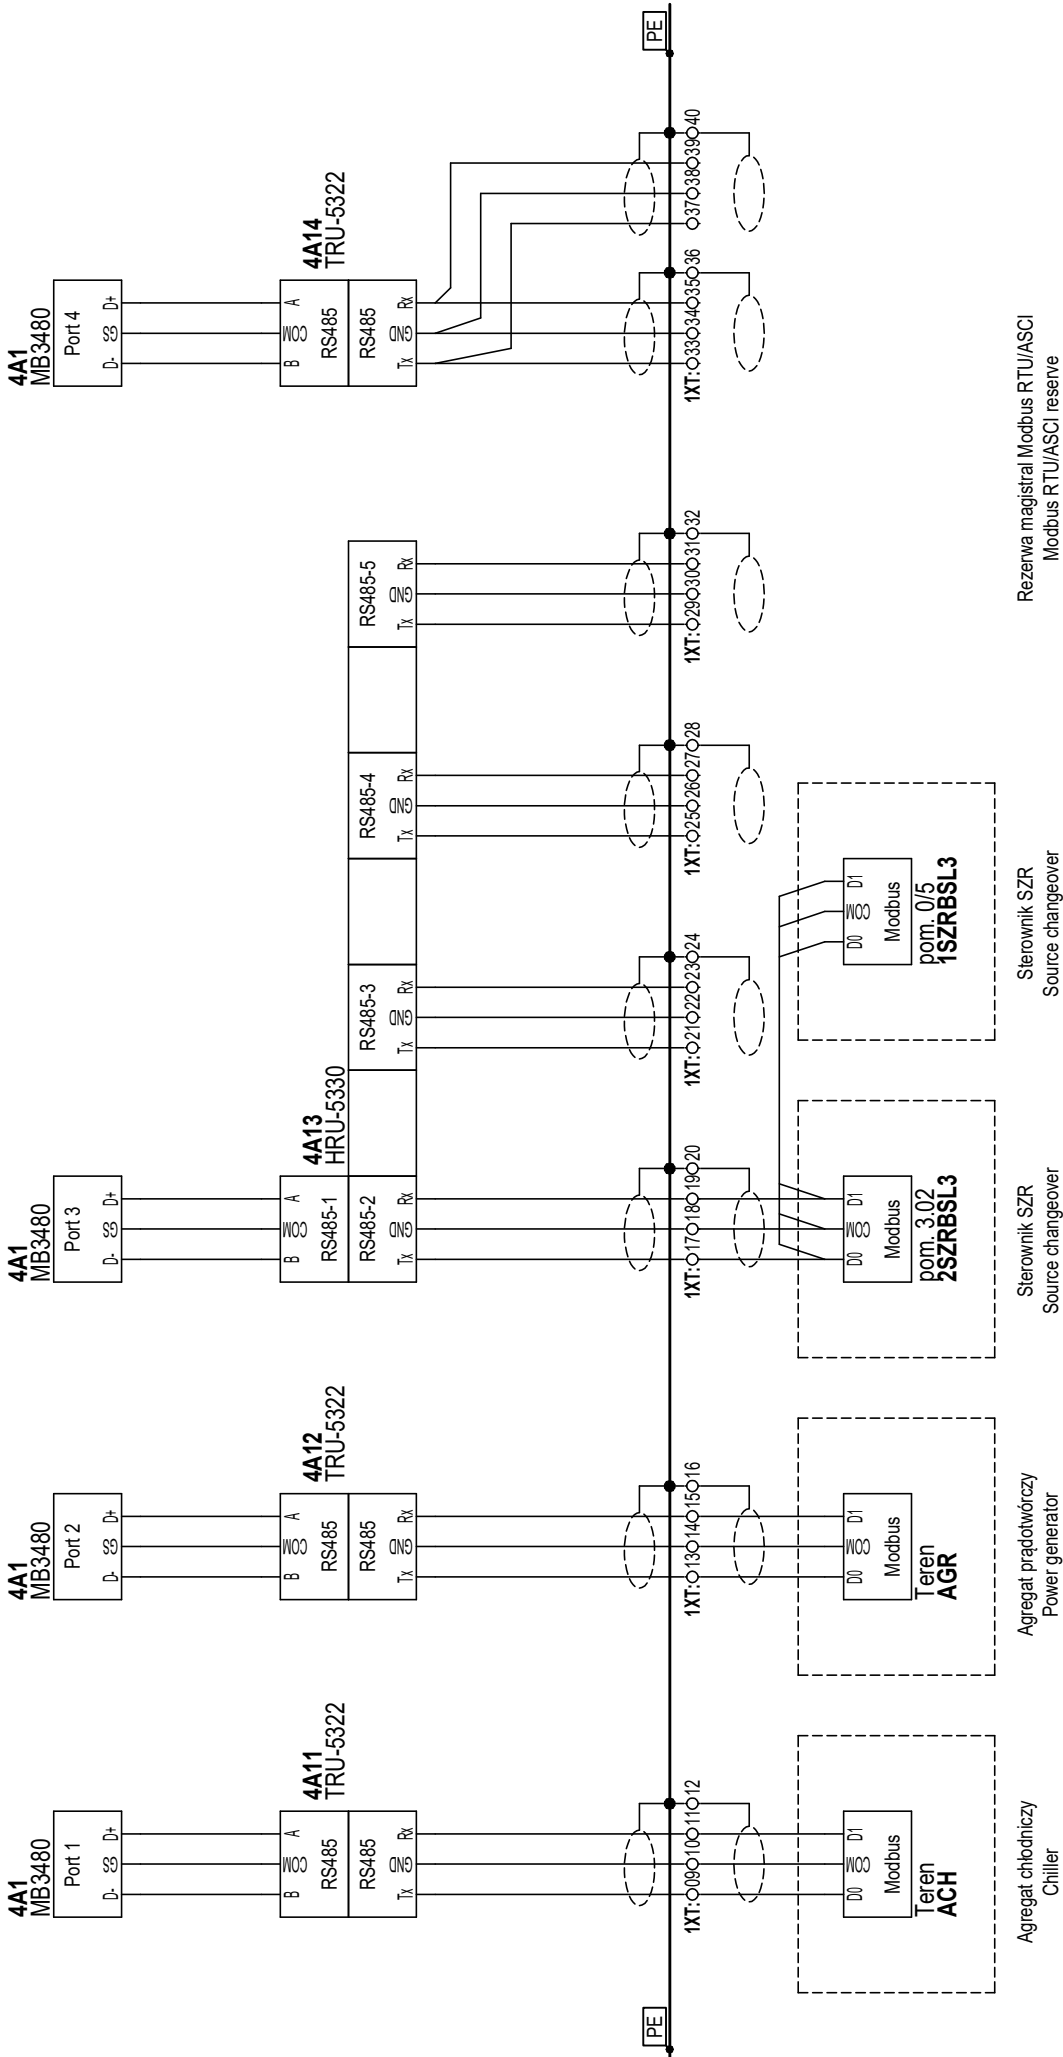 4A1
MB3480
Port 1
D- GS D+
4A11
TRU-5322
B COM A
RS485
RS485
Tx GND Rx
PE
1XT: 09 10 11 12
D0 COM D1
Modbus
Teren
ACH
Agregat chłodniczy
Chiller
4A1
MB3480
Port 2
D- GS D+
4A12
TRU-5322
B COM A
RS485
RS485
Tx GND Rx
1XT: 13 14 15 16
D0 COM D1
Modbus
Teren
AGR
Agregat prądotwórczy
Power generator
4A1
MB3480
Port 3
D- GS D+
4A13
HRU-5330
B COM A
RS485-1
RS485-2
Tx GND Rx
1XT: 17 18 19 20
D0 COM D1
Modbus
pom. 3.02
2SZRBSL3
Sterownik SZR
Source changeover
RS485-3
Tx GND Rx
1XT: 21 22 23 24
D0 COM D1
Modbus
pom. 0/5
1SZRBSL3
Sterownik SZR
Source changeover
RS485-4
Tx GND Rx
1XT: 25 26 27 28
RS485-5
Tx GND Rx
1XT: 29 30 31 32
4A1
MB3480
Port 4
D- GS D+
4A14
TRU-5322
B COM A
RS485
RS485
Tx GND Rx
1XT: 33 34 35 36
37 38 39 40
PE
Rezerwa magistral Modbus RTU/ASCI
Modbus RTU/ASCI reserve